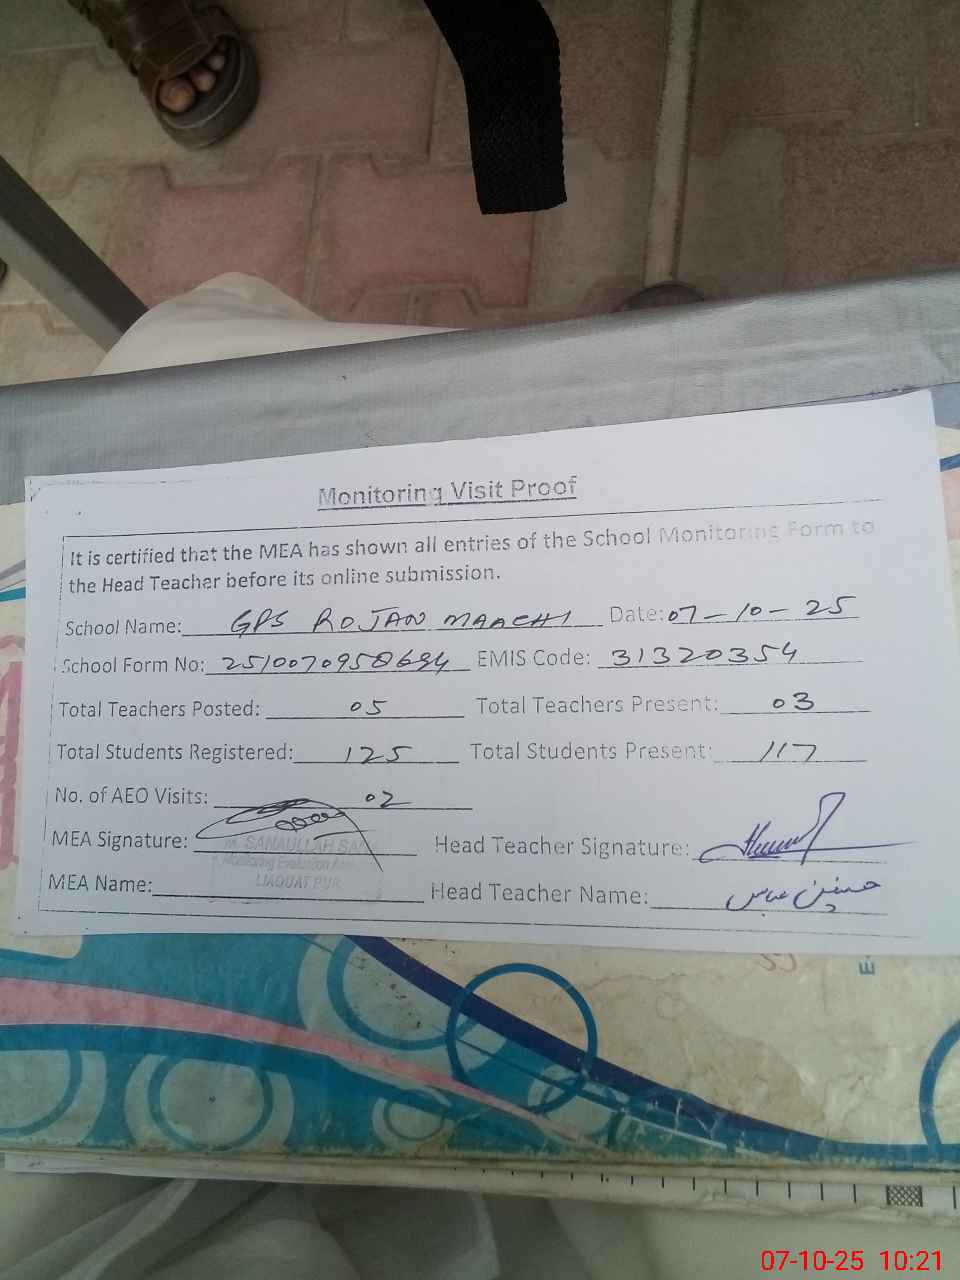 Monitoring Visit Proof
It is certified that the MEA has shown all entries of the School Monitoring Form to
the Head Teacher before its online submission.
School Name: GPS ROJAN MAACHI Date: 07-10-25
School Form No: 2510070958694 EMIS Code: 31320354
Total Teachers Posted: 05 Total Teachers Present: 03
Total Students Registered: 125 Total Students Present: 117
No. of AEO Visits: 02
MEA Signature: Head Teacher Signature:
M. SANAULLAH
Monitoring Evaluation
LIAQUAT PUR
MEA Name: Head Teacher Name: حسنین عباس
07-10-25 10:21